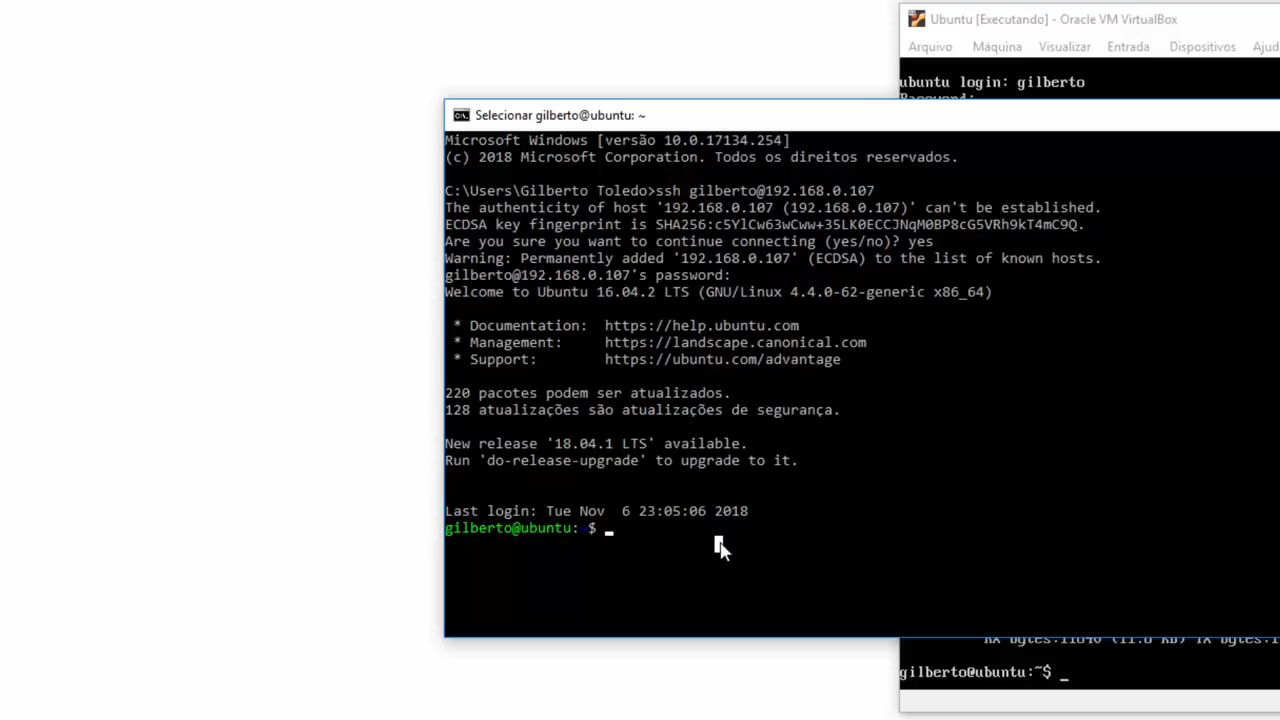 Ubuntu [Executando] - Oracle VM VirtualBox
Arquivo Máquina Visualizar Entrada Dispositivos Ajud
ubuntu login: gilberto
Password:
Selecionar gilberto@ubuntu: ~
Microsoft Windows [versão 10.0.17134.254]
(c) 2018 Microsoft Corporation. Todos os direitos reservados.
C:\Users\Gilberto Toledo>ssh gilberto@192.168.0.107
The authenticity of host '192.168.0.107 (192.168.0.107)' can't be established.
ECDSA key fingerprint is SHA256:c5YlCw63wCww+35LK0ECCJNqM0BP8cG5VRh9kT4mC9Q.
Are you sure you want to continue connecting (yes/no)? yes
Warning: Permanently added '192.168.0.107' (ECDSA) to the list of known hosts.
gilberto@192.168.0.107's password:
Welcome to Ubuntu 16.04.2 LTS (GNU/Linux 4.4.0-62-generic x86_64)
* Documentation: https://help.ubuntu.com
* Management: https://landscape.canonical.com
* Support: https://ubuntu.com/advantage
220 pacotes podem ser atualizados.
128 atualizações são atualizações de segurança.
New release '18.04.1 LTS' available.
Run 'do-release-upgrade' to upgrade to it.
Last login: Tue Nov 6 23:05:06 2018
gilberto@ubuntu:~$
gilberto@ubuntu:~$